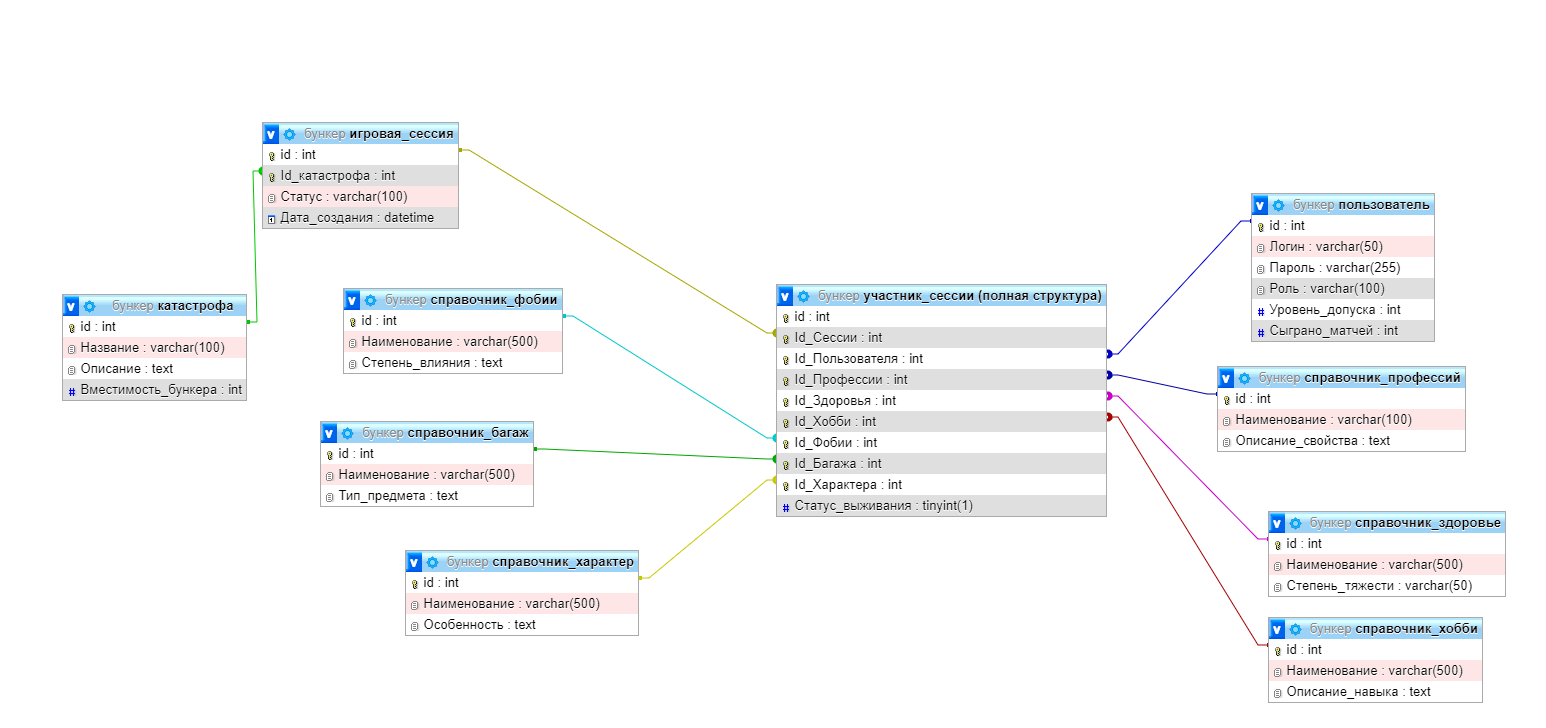 бункер игровая_сессия
id : int
Id_катастрофа : int
Статус : varchar(100)
Дата_создания : datetime
бункер катастрофа
id : int
Название : varchar(100)
Описание : text
Вместимость_бункера : int
бункер справочник_фобии
id : int
Наименование : varchar(500)
Степень_влияния : text
бункер справочник_багаж
id : int
Наименование : varchar(500)
Тип_предмета : text
бункер справочник_характер
id : int
Наименование : varchar(500)
Особенность : text
бункер участник_сессии (полная структура)
id : int
Id_Сессии : int
Id_Пользователя : int
Id_Профессии : int
Id_Здоровья : int
Id_Хобби : int
Id_Фобии : int
Id_Багажа : int
Id_Характера : int
Статус_выживания : tinyint(1)
бункер пользователь
id : int
Логин : varchar(50)
Пароль : varchar(255)
Роль : varchar(100)
Уровень_допуска : int
Сыграно_матчей : int
бункер справочник_профессий
id : int
Наименование : varchar(100)
Описание_свойства : text
бункер справочник_здоровье
id : int
Наименование : varchar(500)
Степень_тяжести : varchar(50)
бункер справочник_хобби
id : int
Наименование : varchar(500)
Описание_навыка : text